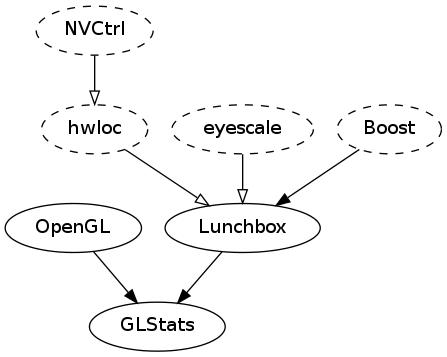 NVCtrl
hwloc
eyescale
Boost
OpenGL
Lunchbox
GLStats